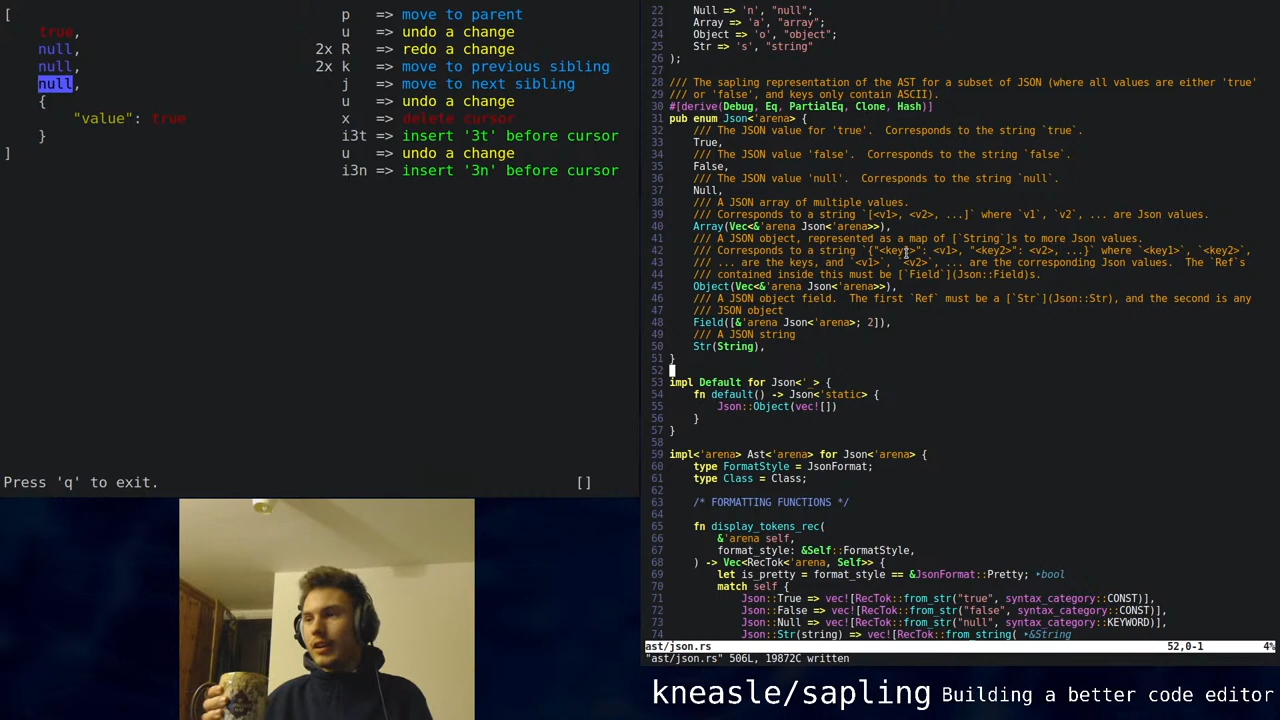 [
    true,
    null,
    null,
    null,
    {
        "value": true
    }
]
Press 'q' to exit. []
p => move to parent
u => undo a change
2x R => redo a change
2x k => move to previous sibling
j => move to next sibling
u => undo a change
x => delete cursor
i3t => insert '3t' before cursor
u => undo a change
i3n => insert '3n' before cursor
22     Null => 'n', "null";
23     Array => 'a', "array";
24     Object => 'o', "object";
25     Str => 's', "string"
26 );
27
28 /// The sapling representation of the AST for a subset of JSON (where all values are either 'true'
29 /// or 'false', and keys only contain ASCII).
30 #[derive(Debug, Eq, PartialEq, Clone, Hash)]
31 pub enum Json<'arena> {
32     /// The JSON value for 'true'.  Corresponds to the string `true`.
33     True,
34     /// The JSON value 'false'.  Corresponds to the string `false`.
35     False,
36     /// The JSON value 'null'.  Corresponds to the string `null`.
37     Null,
38     /// A JSON array of multiple values.
39     /// Corresponds to a string `[<v1>, <v2>, ...]` where `v1`, `v2`, ... are Json values.
40     Array(Vec<&'arena Json<'arena>>),
41     /// A JSON object, represented as a map of [`String`]s to more Json values.
42     /// Corresponds to a string `{"<key1>": <v1>, "<key2>": <v2>, ...}` where `<key1>`, `<key2>`,
43     /// ... are the keys, and `<v1>`, `<v2>`, ... are the corresponding Json values.  The `Ref`s
44     /// contained inside this must be [`Field`](Json::Field)s.
45     Object(Vec<&'arena Json<'arena>>),
46     /// A JSON object field.  The first `Ref` must be a [`Str`](Json::Str), and the second is any
47     /// JSON object
48     Field([&'arena Json<'arena>; 2]),
49     /// A JSON string
50     Str(String),
51 }
52
53 impl Default for Json<'_> {
54     fn default() -> Json<'static> {
55         Json::Object(vec![])
56     }
57 }
58
59 impl<'arena> Ast<'arena> for Json<'arena> {
60     type FormatStyle = JsonFormat;
61     type Class = Class;
62
63     /* FORMATTING FUNCTIONS */
64
65     fn display_tokens_rec(
66         &'arena self,
67         format_style: &Self::FormatStyle,
68     ) -> Vec<RecTok<'arena, Self>> {
69         let is_pretty = format_style == &JsonFormat::Pretty; ‣bool
70         match self {
71             Json::True => vec![RecTok::from_str("true", syntax_category::CONST)],
72             Json::False => vec![RecTok::from_str("false", syntax_category::CONST)],
73             Json::Null => vec![RecTok::from_str("null", syntax_category::KEYWORD)],
74             Json::Str(string) => vec![RecTok::from_string( ‣&String
ast/json.rs 52,0-1 4%
"ast/json.rs" 506L, 19872C written
kneasle/sapling Building a better code editor